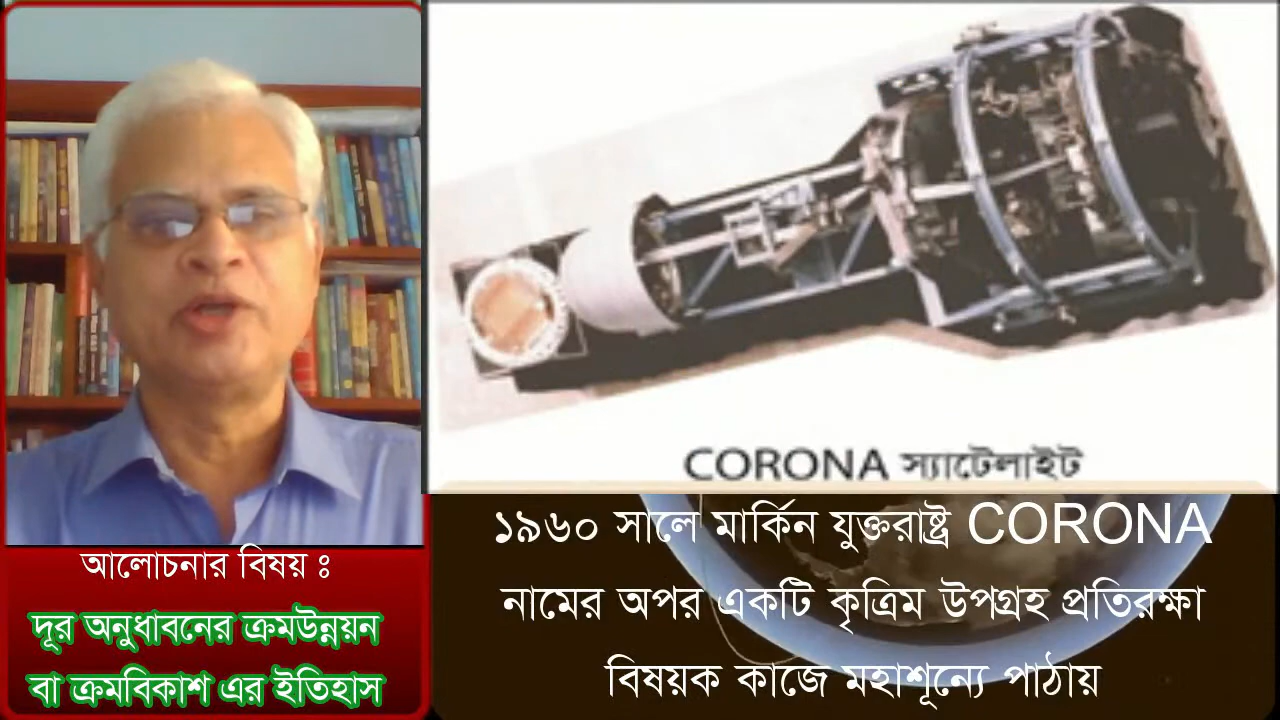 CORONA স্যাটেলাইট
১৯৬০ সালে মার্কিন যুক্তরাষ্ট্র CORONA
নামের অপর একটি কৃত্রিম উপগ্রহ প্রতিরক্ষা
বিষয়ক কাজে মহাশূন্যে পাঠায়
আলোচনার বিষয় ঃ
দূর অনুধাবনের ক্রমউন্নয়ন
বা ক্রমবিকাশ এর ইতিহাস